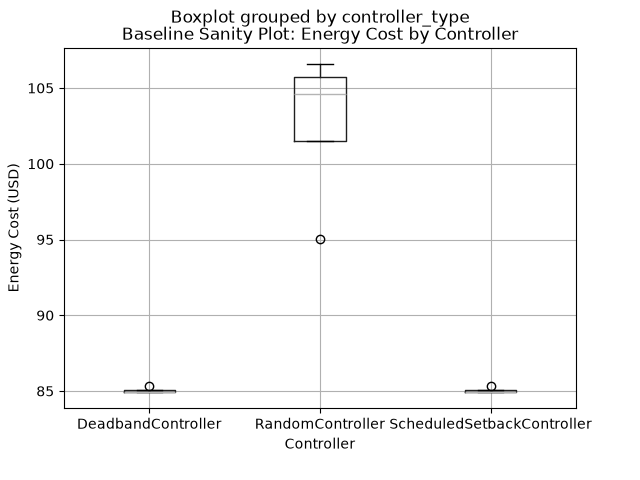 Boxplot grouped by controller_type
Baseline Sanity Plot: Energy Cost by Controller
105
100
95
90
85
Energy Cost (USD)
DeadbandController RandomController ScheduledSetbackController
Controller